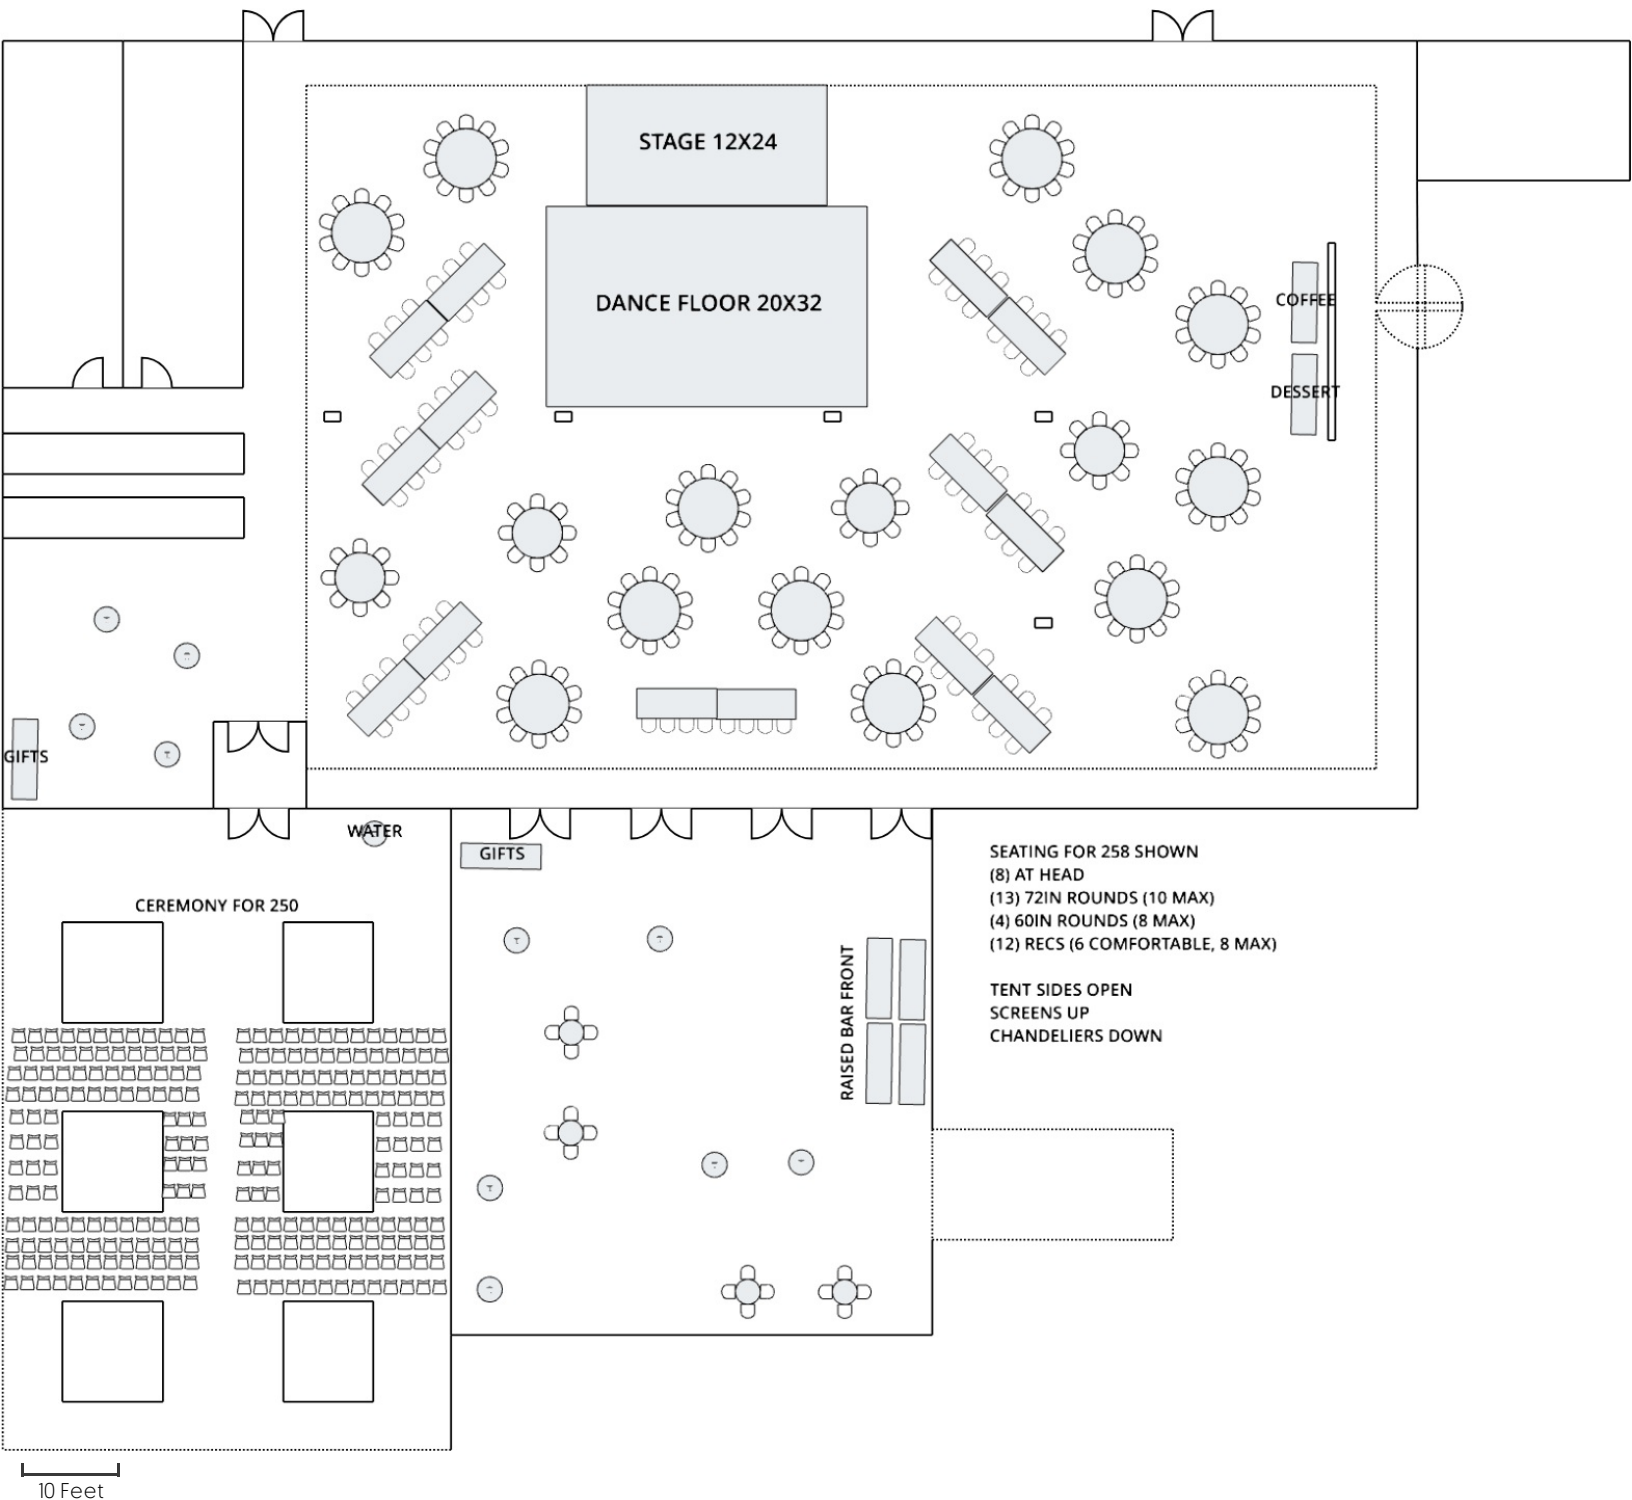 STAGE 12X24
DANCE FLOOR 20X32
COFFEE
DESSERT
GIFTS
WATER
GIFTS
CEREMONY FOR 250
RAISED BAR FRONT
SEATING FOR 258 SHOWN
(8) AT HEAD
(13) 72IN ROUNDS (10 MAX)
(4) 60IN ROUNDS (8 MAX)
(12) RECS (6 COMFORTABLE, 8 MAX)
TENT SIDES OPEN
SCREENS UP
CHANDELIERS DOWN
10 Feet